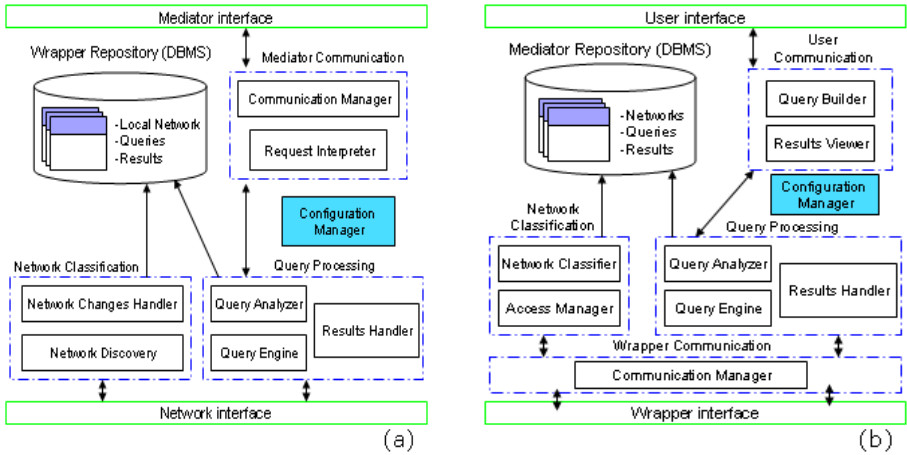 Mediator interface
Wrapper Repository (DBMS)
Mediator Communication
-Local Network
-Queries
-Results
Communication Manager
Request Interpreter
Configuration
Manager
Network Classification
Query Processing
Network Changes Handler
Network Discovery
Query Analyzer
Query Engine
Results Handler
Network interface
(a)
User interface
Mediator Repository (DBMS)
User
Communication
-Networks
-Queries
-Results
Query Builder
Results Viewer
Configuration
Manager
Network
Classification
Query Processing
Network Classifier
Access Manager
Query Analyzer
Query Engine
Results Handler
Wrapper Communication
Communication Manager
Wrapper interface
(b)